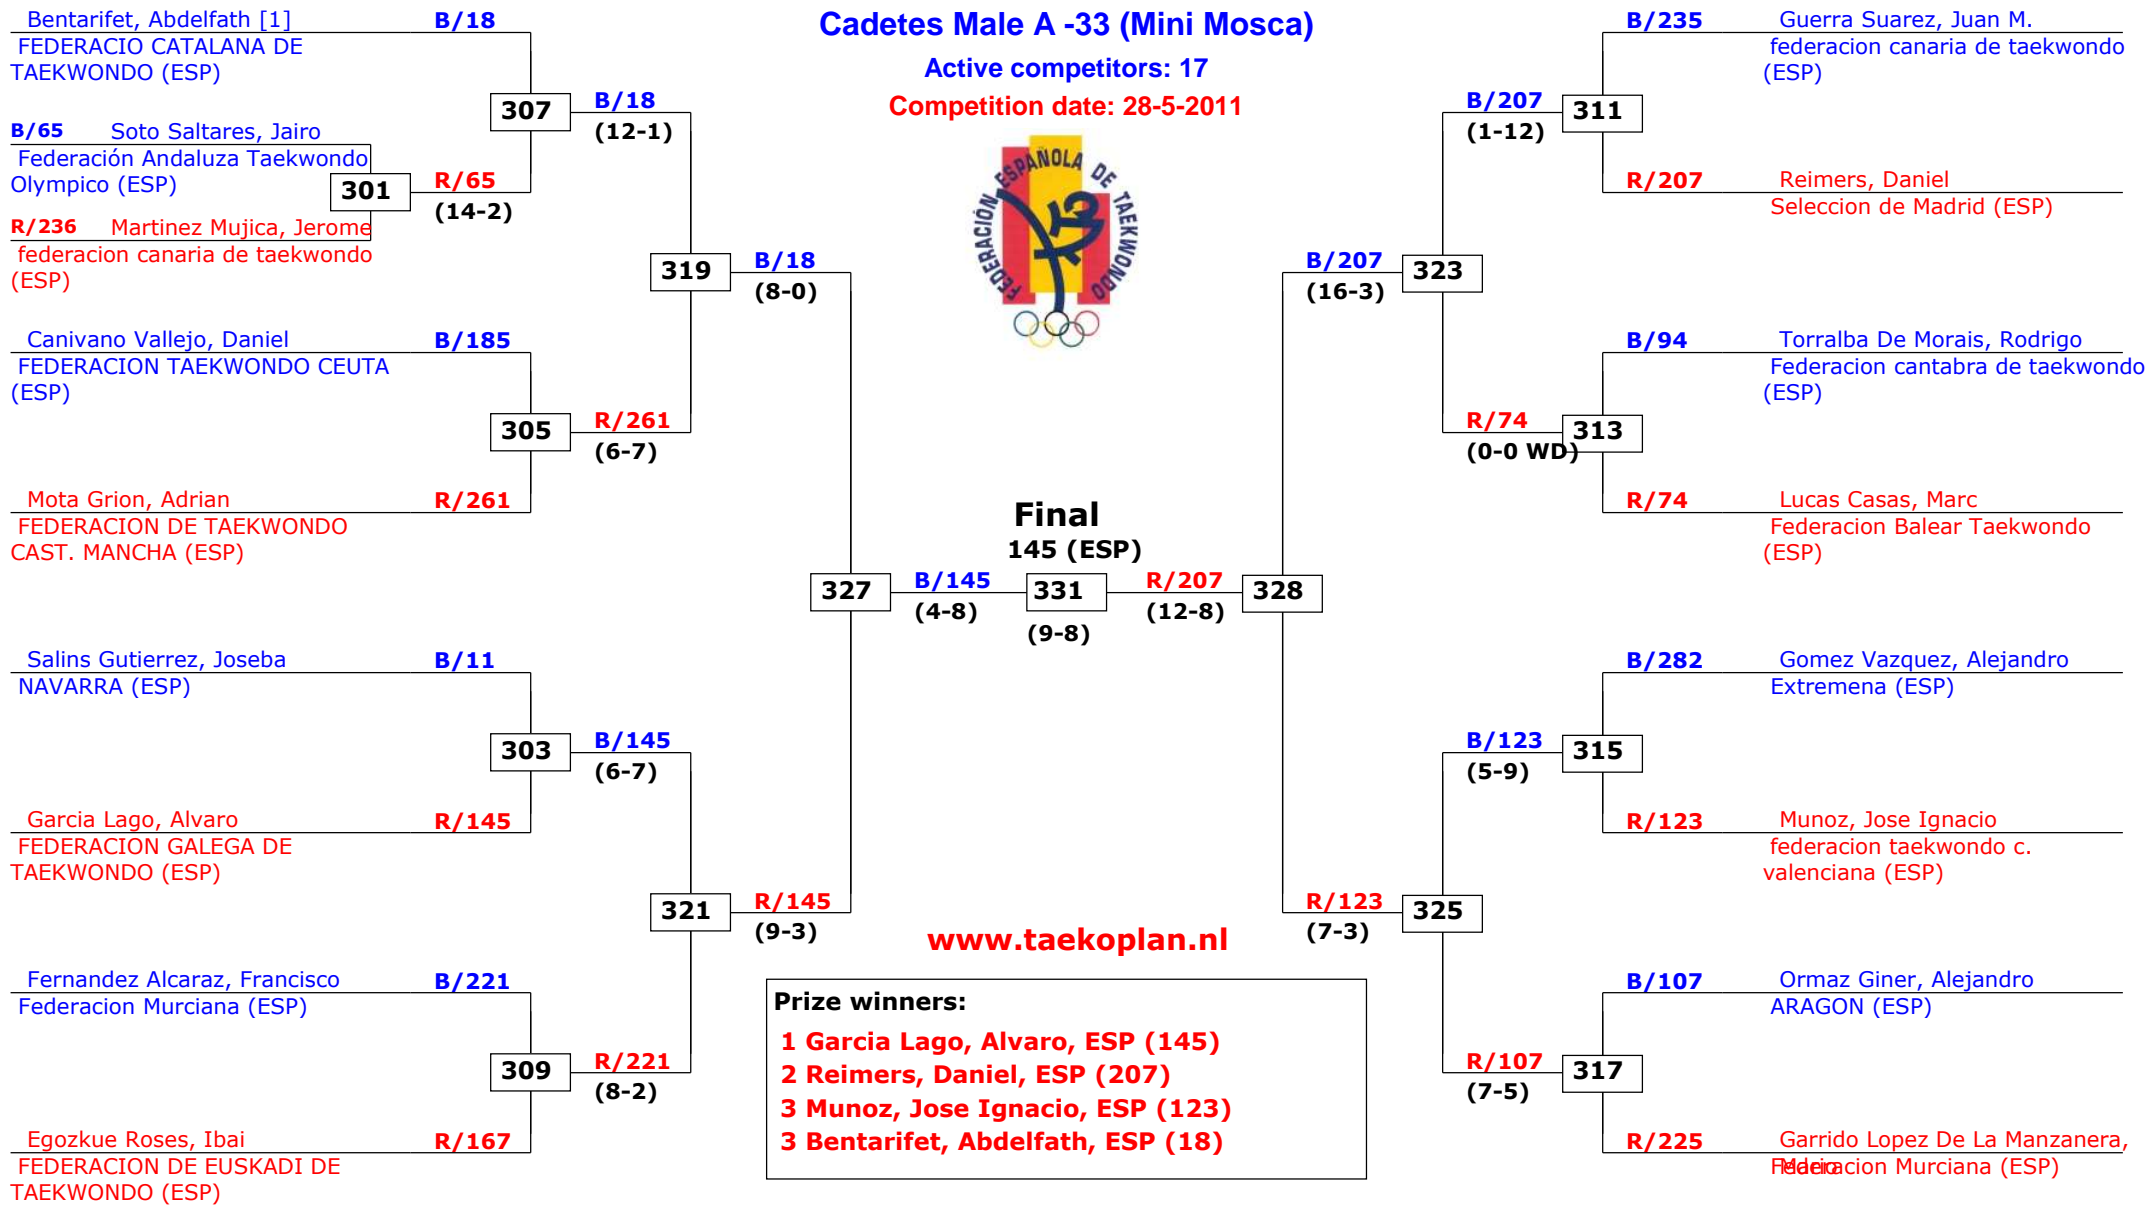 Cadetes Male A -33 (Mini Mosca)
Active competitors: 17
Competition date: 28-5-2011
FEDERACIÓN ESPAÑOLA DE TAEKWONDO
Bentarifet, Abdelfath [1] B/18
FEDERACIO CATALANA DE
TAEKWONDO (ESP)
307
B/18
(12-1)
B/65 Soto Saltares, Jairo
Federación Andaluza Taekwondo
Olympico (ESP)
301
R/65
(14-2)
R/236 Martinez Mujica, Jerome
federacion canaria de taekwondo
(ESP)
319
B/18
(8-0)
Canivano Vallejo, Daniel B/185
FEDERACION TAEKWONDO CEUTA
(ESP)
305
R/261
(6-7)
Mota Grion, Adrian R/261
FEDERACION DE TAEKWONDO
CAST. MANCHA (ESP)
327
B/145
(4-8)
Salins Gutierrez, Joseba B/11
NAVARRA (ESP)
303
B/145
(6-7)
Garcia Lago, Alvaro R/145
FEDERACION GALEGA DE
TAEKWONDO (ESP)
321
R/145
(9-3)
Fernandez Alcaraz, Francisco B/221
Federacion Murciana (ESP)
309
R/221
(8-2)
Egozkue Roses, Ibai R/167
FEDERACION DE EUSKADI DE
TAEKWONDO (ESP)
Final
145 (ESP)
331
(9-8)
R/207
(12-8)
328
B/235 Guerra Suarez, Juan M.
federacion canaria de taekwondo
(ESP)
B/207
(1-12)
311
R/207 Reimers, Daniel
Seleccion de Madrid (ESP)
B/207
(16-3)
323
B/94 Torralba De Morais, Rodrigo
Federacion cantabra de taekwondo
(ESP)
R/74
(0-0 WD)
313
R/74 Lucas Casas, Marc
Federacion Balear Taekwondo
(ESP)
B/282 Gomez Vazquez, Alejandro
Extremena (ESP)
B/123
(5-9)
315
R/123 Munoz, Jose Ignacio
federacion taekwondo c.
valenciana (ESP)
R/123
(7-3)
325
B/107 Ormaz Giner, Alejandro
ARAGON (ESP)
R/107
(7-5)
317
R/225 Garrido Lopez De La Manzanera,
Mario
Federacion Murciana (ESP)
www.taekoplan.nl
Prize winners:
1 Garcia Lago, Alvaro, ESP (145)
2 Reimers, Daniel, ESP (207)
3 Munoz, Jose Ignacio, ESP (123)
3 Bentarifet, Abdelfath, ESP (18)